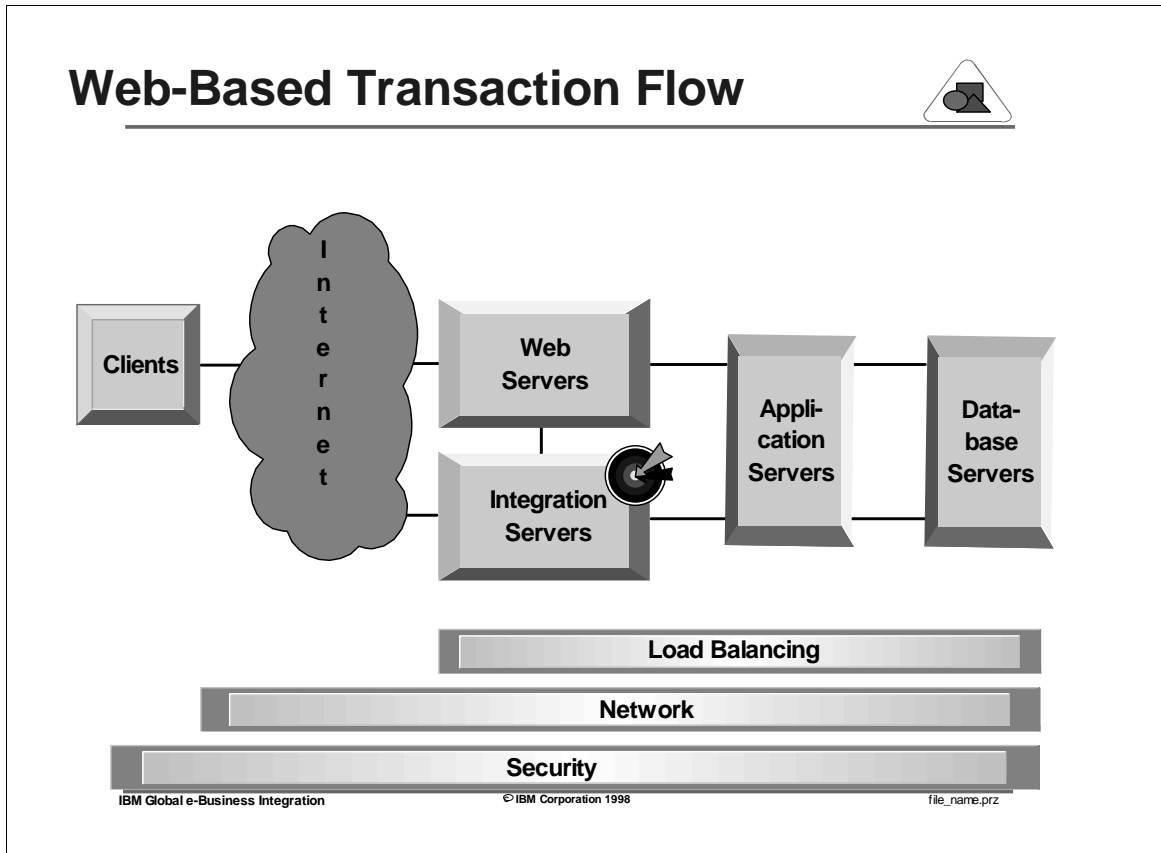 Web-Based Transaction Flow
Clients
I
n
t
e
r
n
e
t
Web
Servers
Integration
Servers
Appli-
cation
Servers
Data-
base
Servers
Load Balancing
Network
Security
IBM Global e-Business Integration
© IBM Corporation 1998
file_name.prz